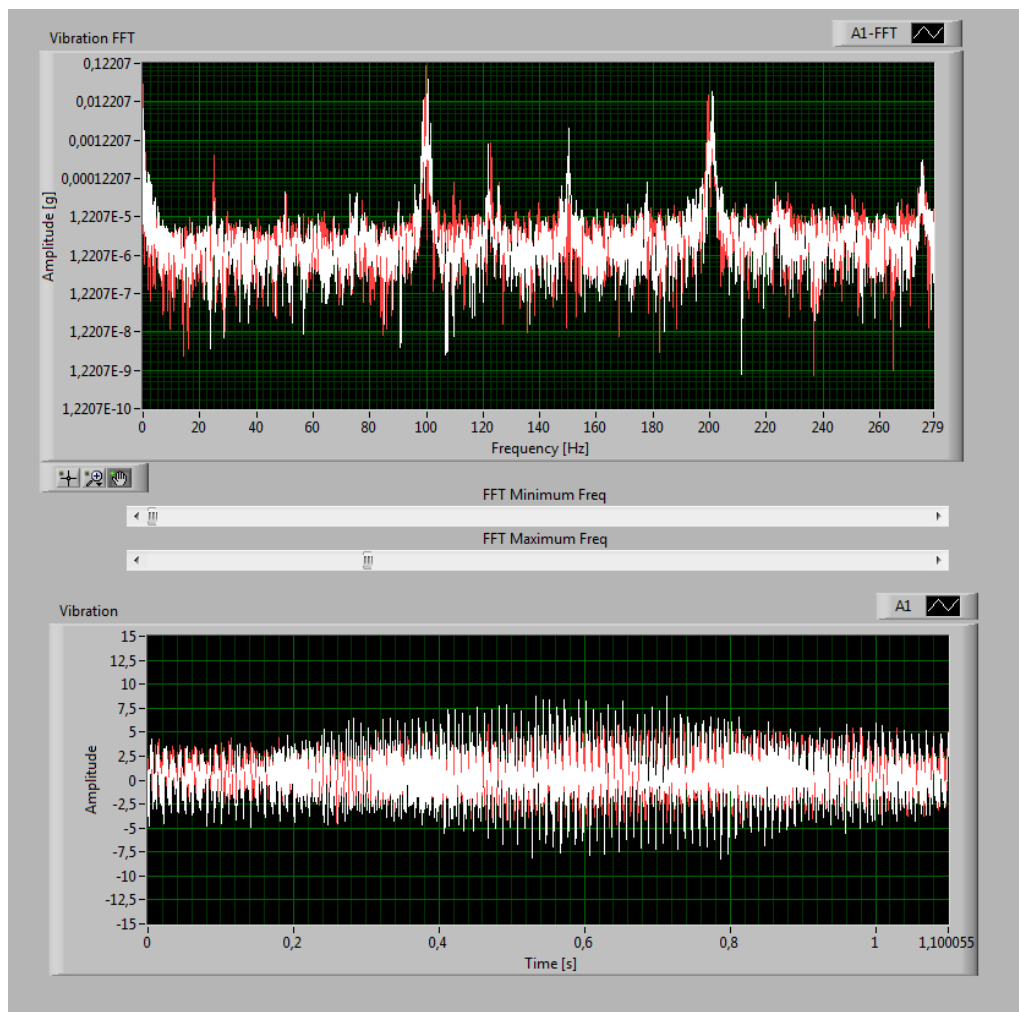 Vibration FFT
A1-FFT
0,12207
0,012207
0,0012207
0,00012207
1,2207E-5
1,2207E-6
1,2207E-7
1,2207E-8
1,2207E-9
1,2207E-10
Amplitude [g]
0 20 40 60 80 100 120 140 160 180 200 220 240 260 279
Frequency [Hz]
FFT Minimum Freq
FFT Maximum Freq
Vibration
A1
15
12,5
10
7,5
5
2,5
0
-2,5
-5
-7,5
-10
-12,5
-15
Amplitude
0 0,2 0,4 0,6 0,8 1 1,100055
Time [s]